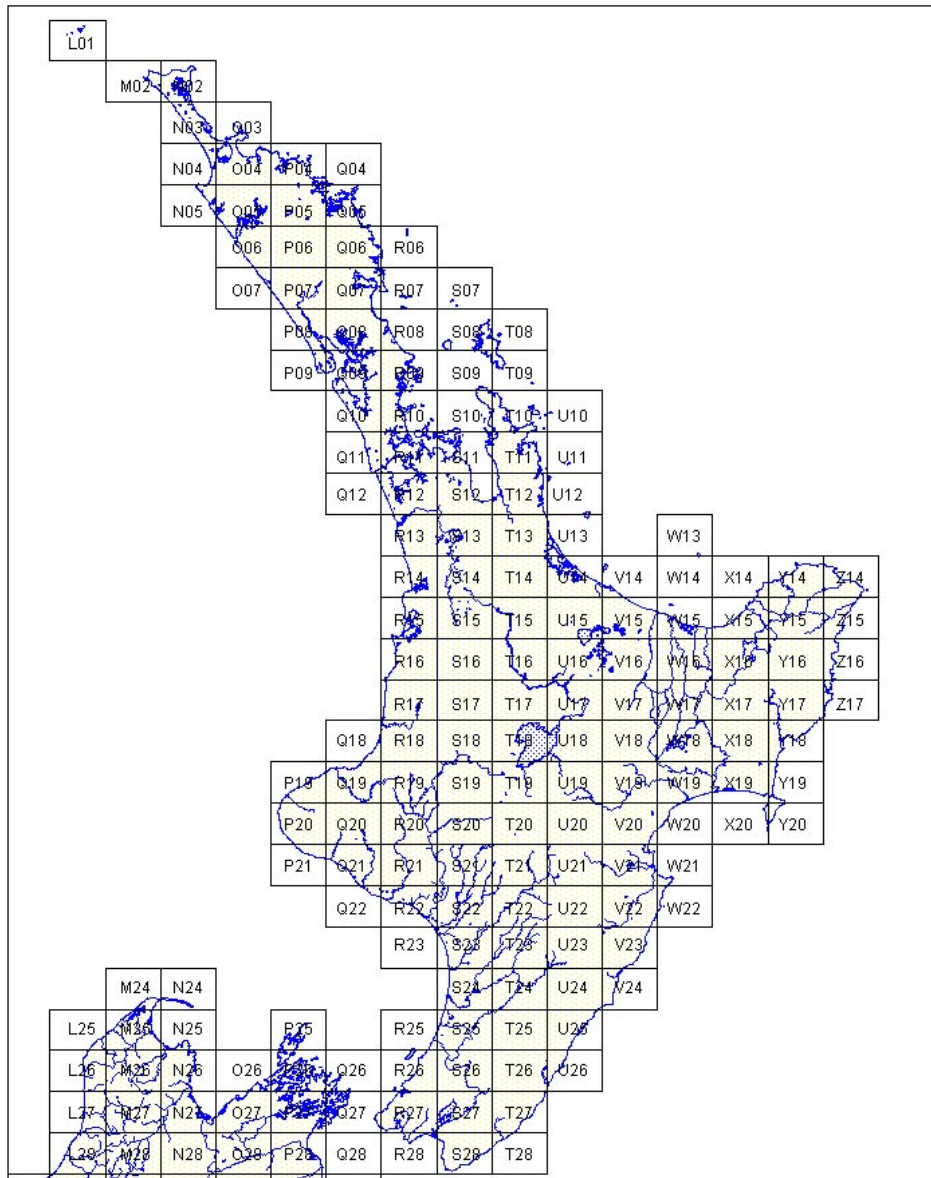 L01
M02 N02
N03 O03
N04 O04 P04 Q04
N05 O05 P05 Q05
O06 P06 Q06 R06
O07 P07 Q07 R07 S07
P08 Q08 R08 S08 T08
P09 Q09 R09 S09 T09
Q10 R10 S10 T10 U10
Q11 R11 S11 T11 U11
Q12 R12 S12 T12 U12
R13 S13 T13 U13 W13
R14 S14 T14 U14 V14 W14 X14 Y14 Z14
R15 S15 T15 U15 V15 W15 X15 Y15 Z15
R16 S16 T16 U16 V16 W16 X16 Y16 Z16
R17 S17 T17 U17 V17 W17 X17 Y17 Z17
Q18 R18 S18 T18 U18 V18 W18 X18 Y18
P19 Q19 R19 S19 T19 U19 V19 W19 X19 Y19
P20 Q20 R20 S20 T20 U20 V20 W20 X20 Y20
P21 Q21 R21 S21 T21 U21 V21 W21
Q22 R22 S22 T22 U22 V22 W22
R23 S23 T23 U23 V23
M24 N24 S24 T24 U24 V24
L25 M25 N25 P25 R25 S25 T25 U25
L26 M26 N26 O26 P26 Q26 R26 S26 T26 U26
L27 M27 N27 O27 P27 Q27 R27 S27 T27
L28 M28 N28 O28 P28 Q28 R28 S28 T28